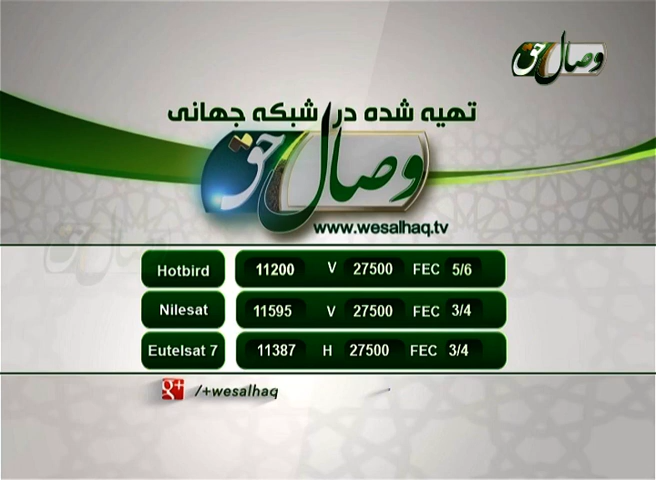 وصال حق
تهیه شده در شبکه جهانی
وصال حق
www.wesalhaq.tv
Hotbird 11200 V 27500 FEC 5/6
Nilesat 11595 V 27500 FEC 3/4
Eutelsat 7 11387 H 27500 FEC 3/4
g+ /+wesalhaq